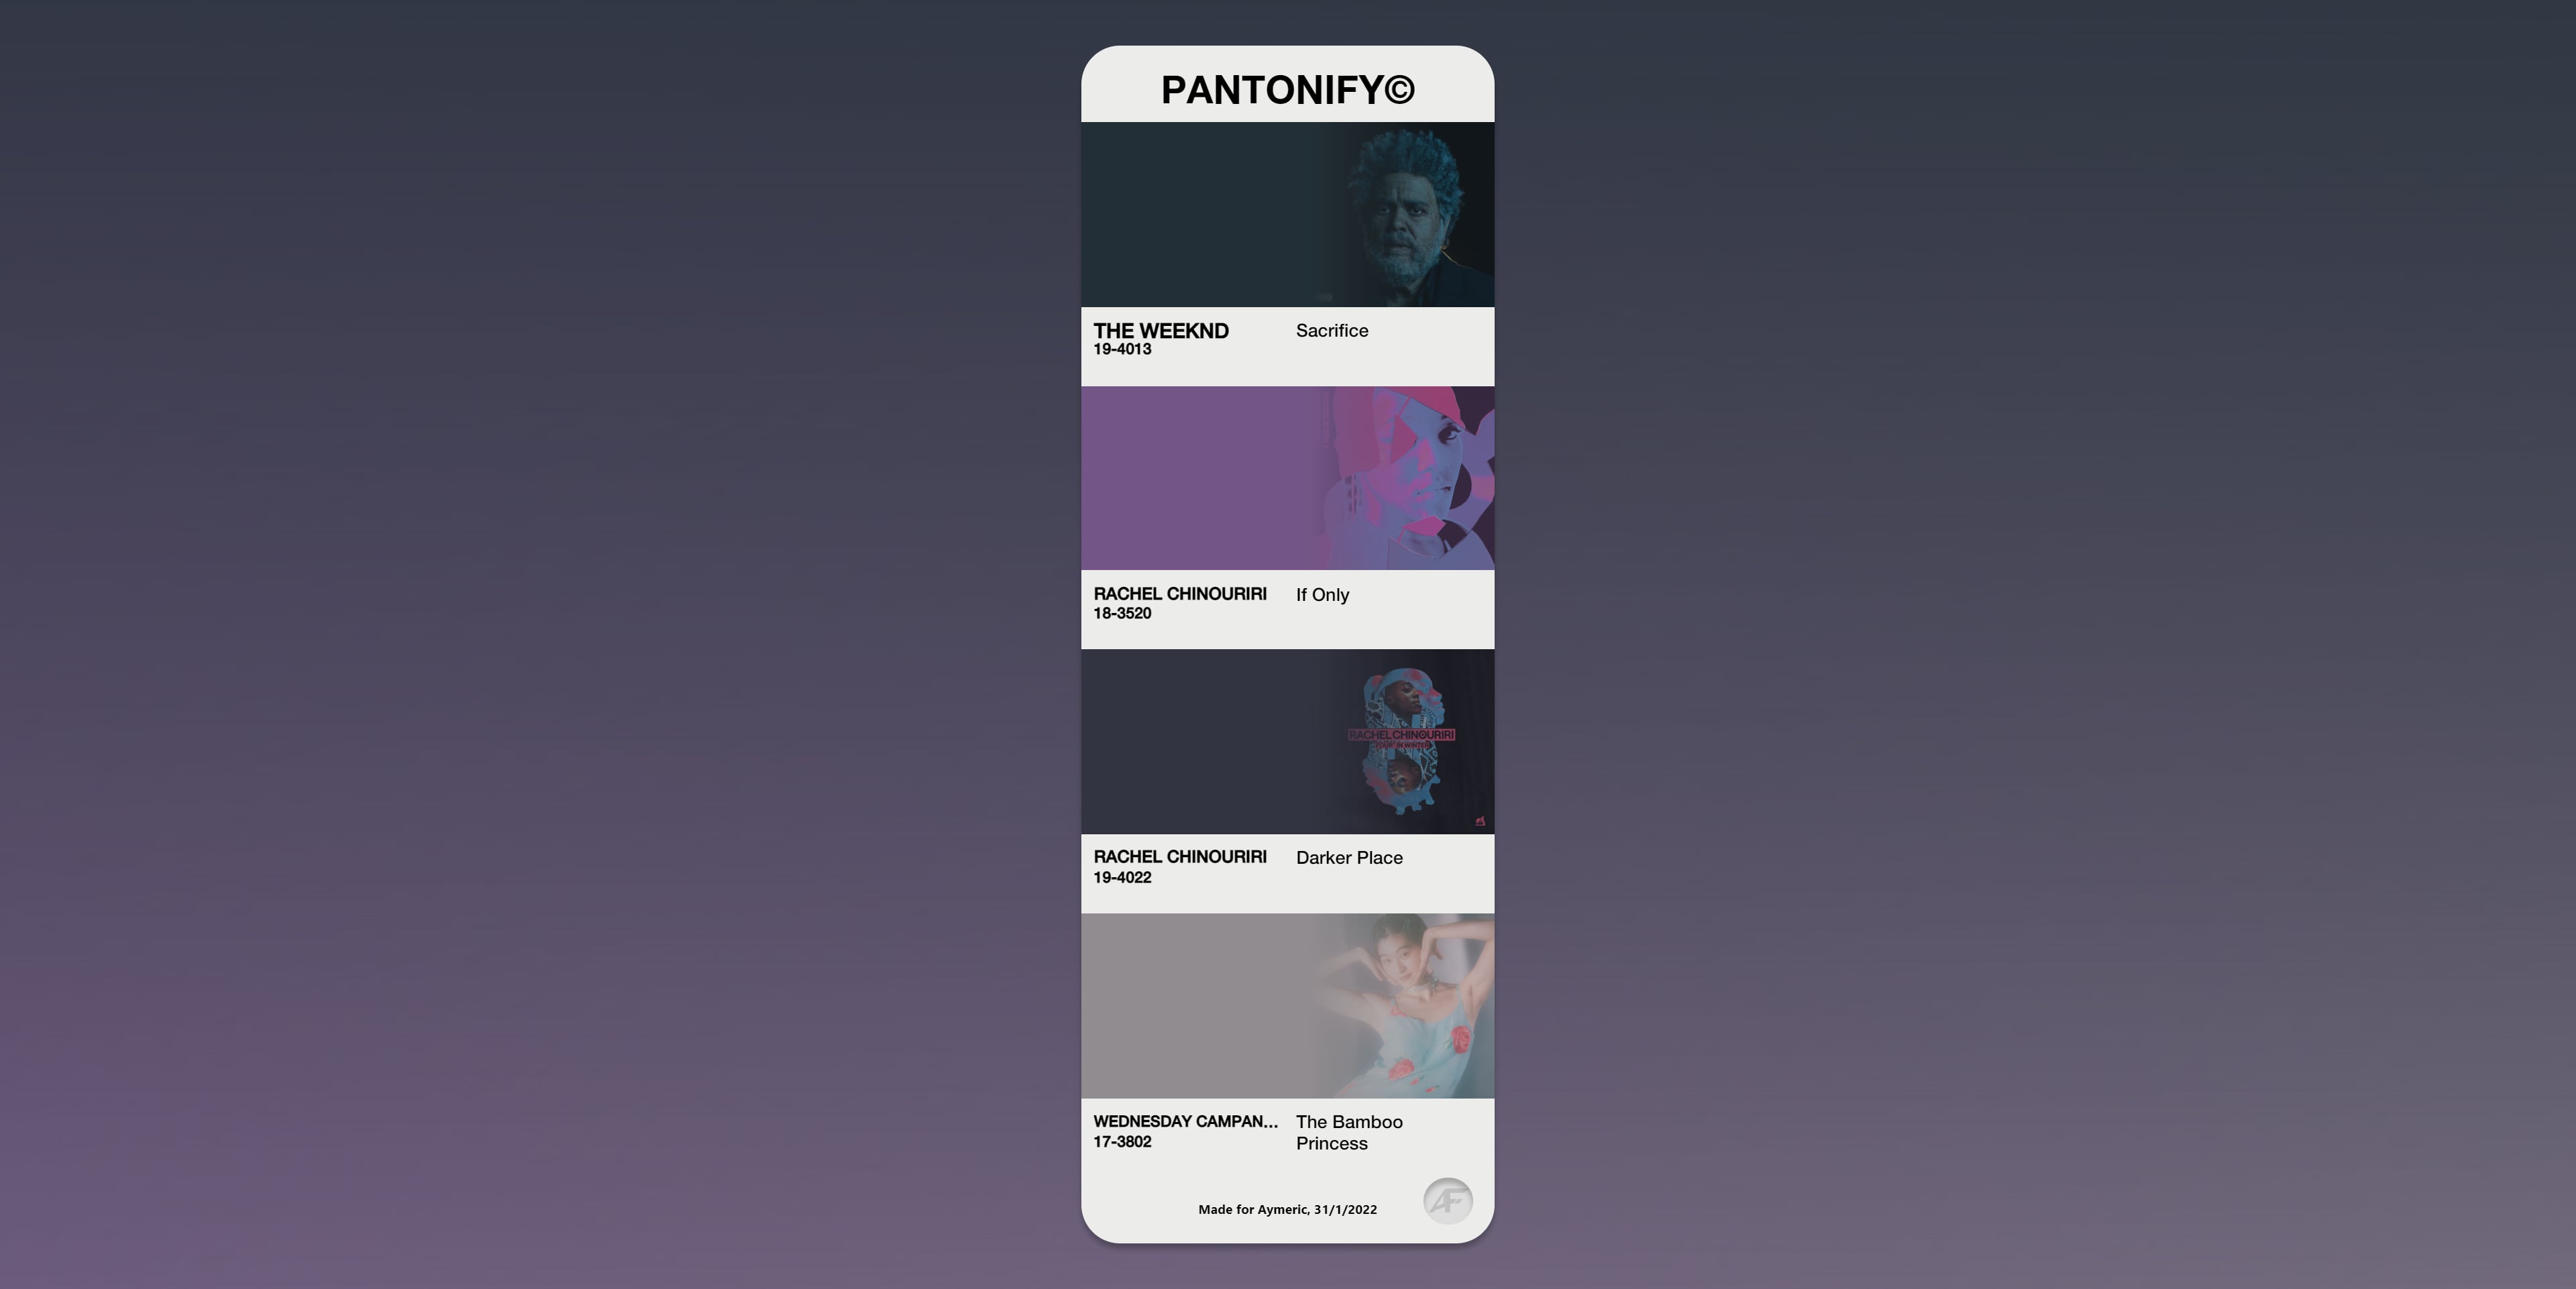 PANTONIFY©
THE WEEKND
19-4013
Sacrifice
RACHEL CHINOURIRI
18-3520
If Only
RACHEL CHINOURIRI
FOUR° IN WINTER
RACHEL CHINOURIRI
19-4022
Darker Place
WEDNESDAY CAMPAN...
17-3802
The Bamboo
Princess
Made for Aymeric, 31/1/2022
AF